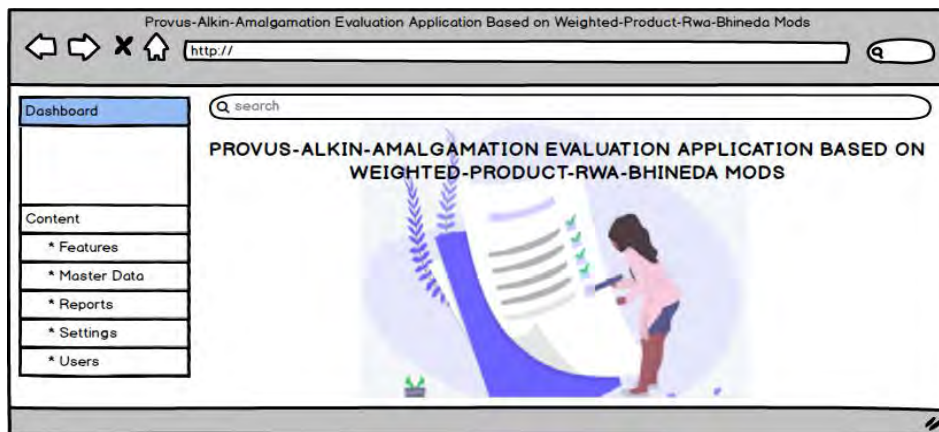 Provus-Alkin-Amalgamation Evaluation Application Based on Weighted-Product-Rwa-Bhineda Mods
http://
Dashboard
search
PROVUS-ALKIN-AMALGAMATION EVALUATION APPLICATION BASED ON
WEIGHTED-PRODUCT-RWA-BHINEDA MODS
Content
* Features
* Master Data
* Reports
* Settings
* Users